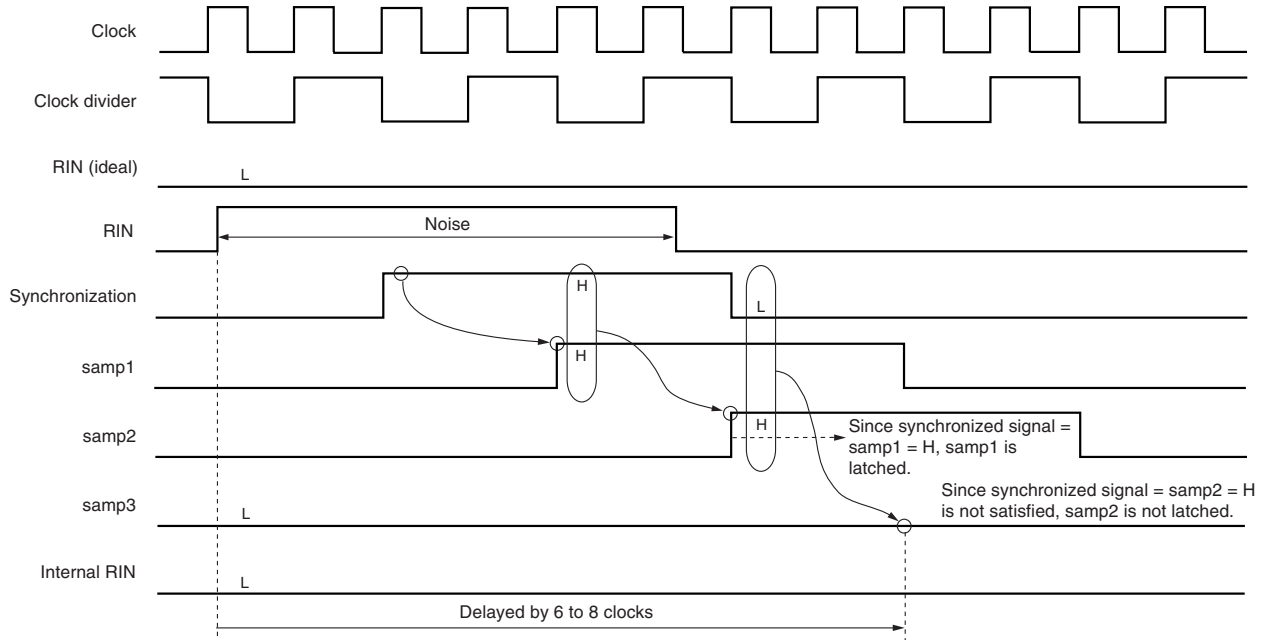 Clock
Clock divider
RIN (ideal)
L
RIN
Noise
Synchronization
H
L
samp1
H
samp2
H
Since synchronized signal =
samp1 = H, samp1 is
latched.
samp3
L
Since synchronized signal = samp2 = H
is not satisfied, samp2 is not latched.
Internal RIN
L
Delayed by 6 to 8 clocks